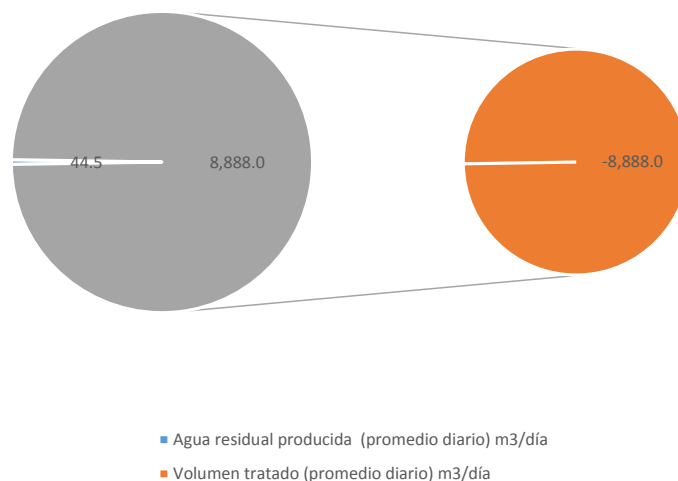 44.5
8,888.0
-8,888.0
Agua residual producida (promedio diario) m3/día
Volumen tratado (promedio diario) m3/día